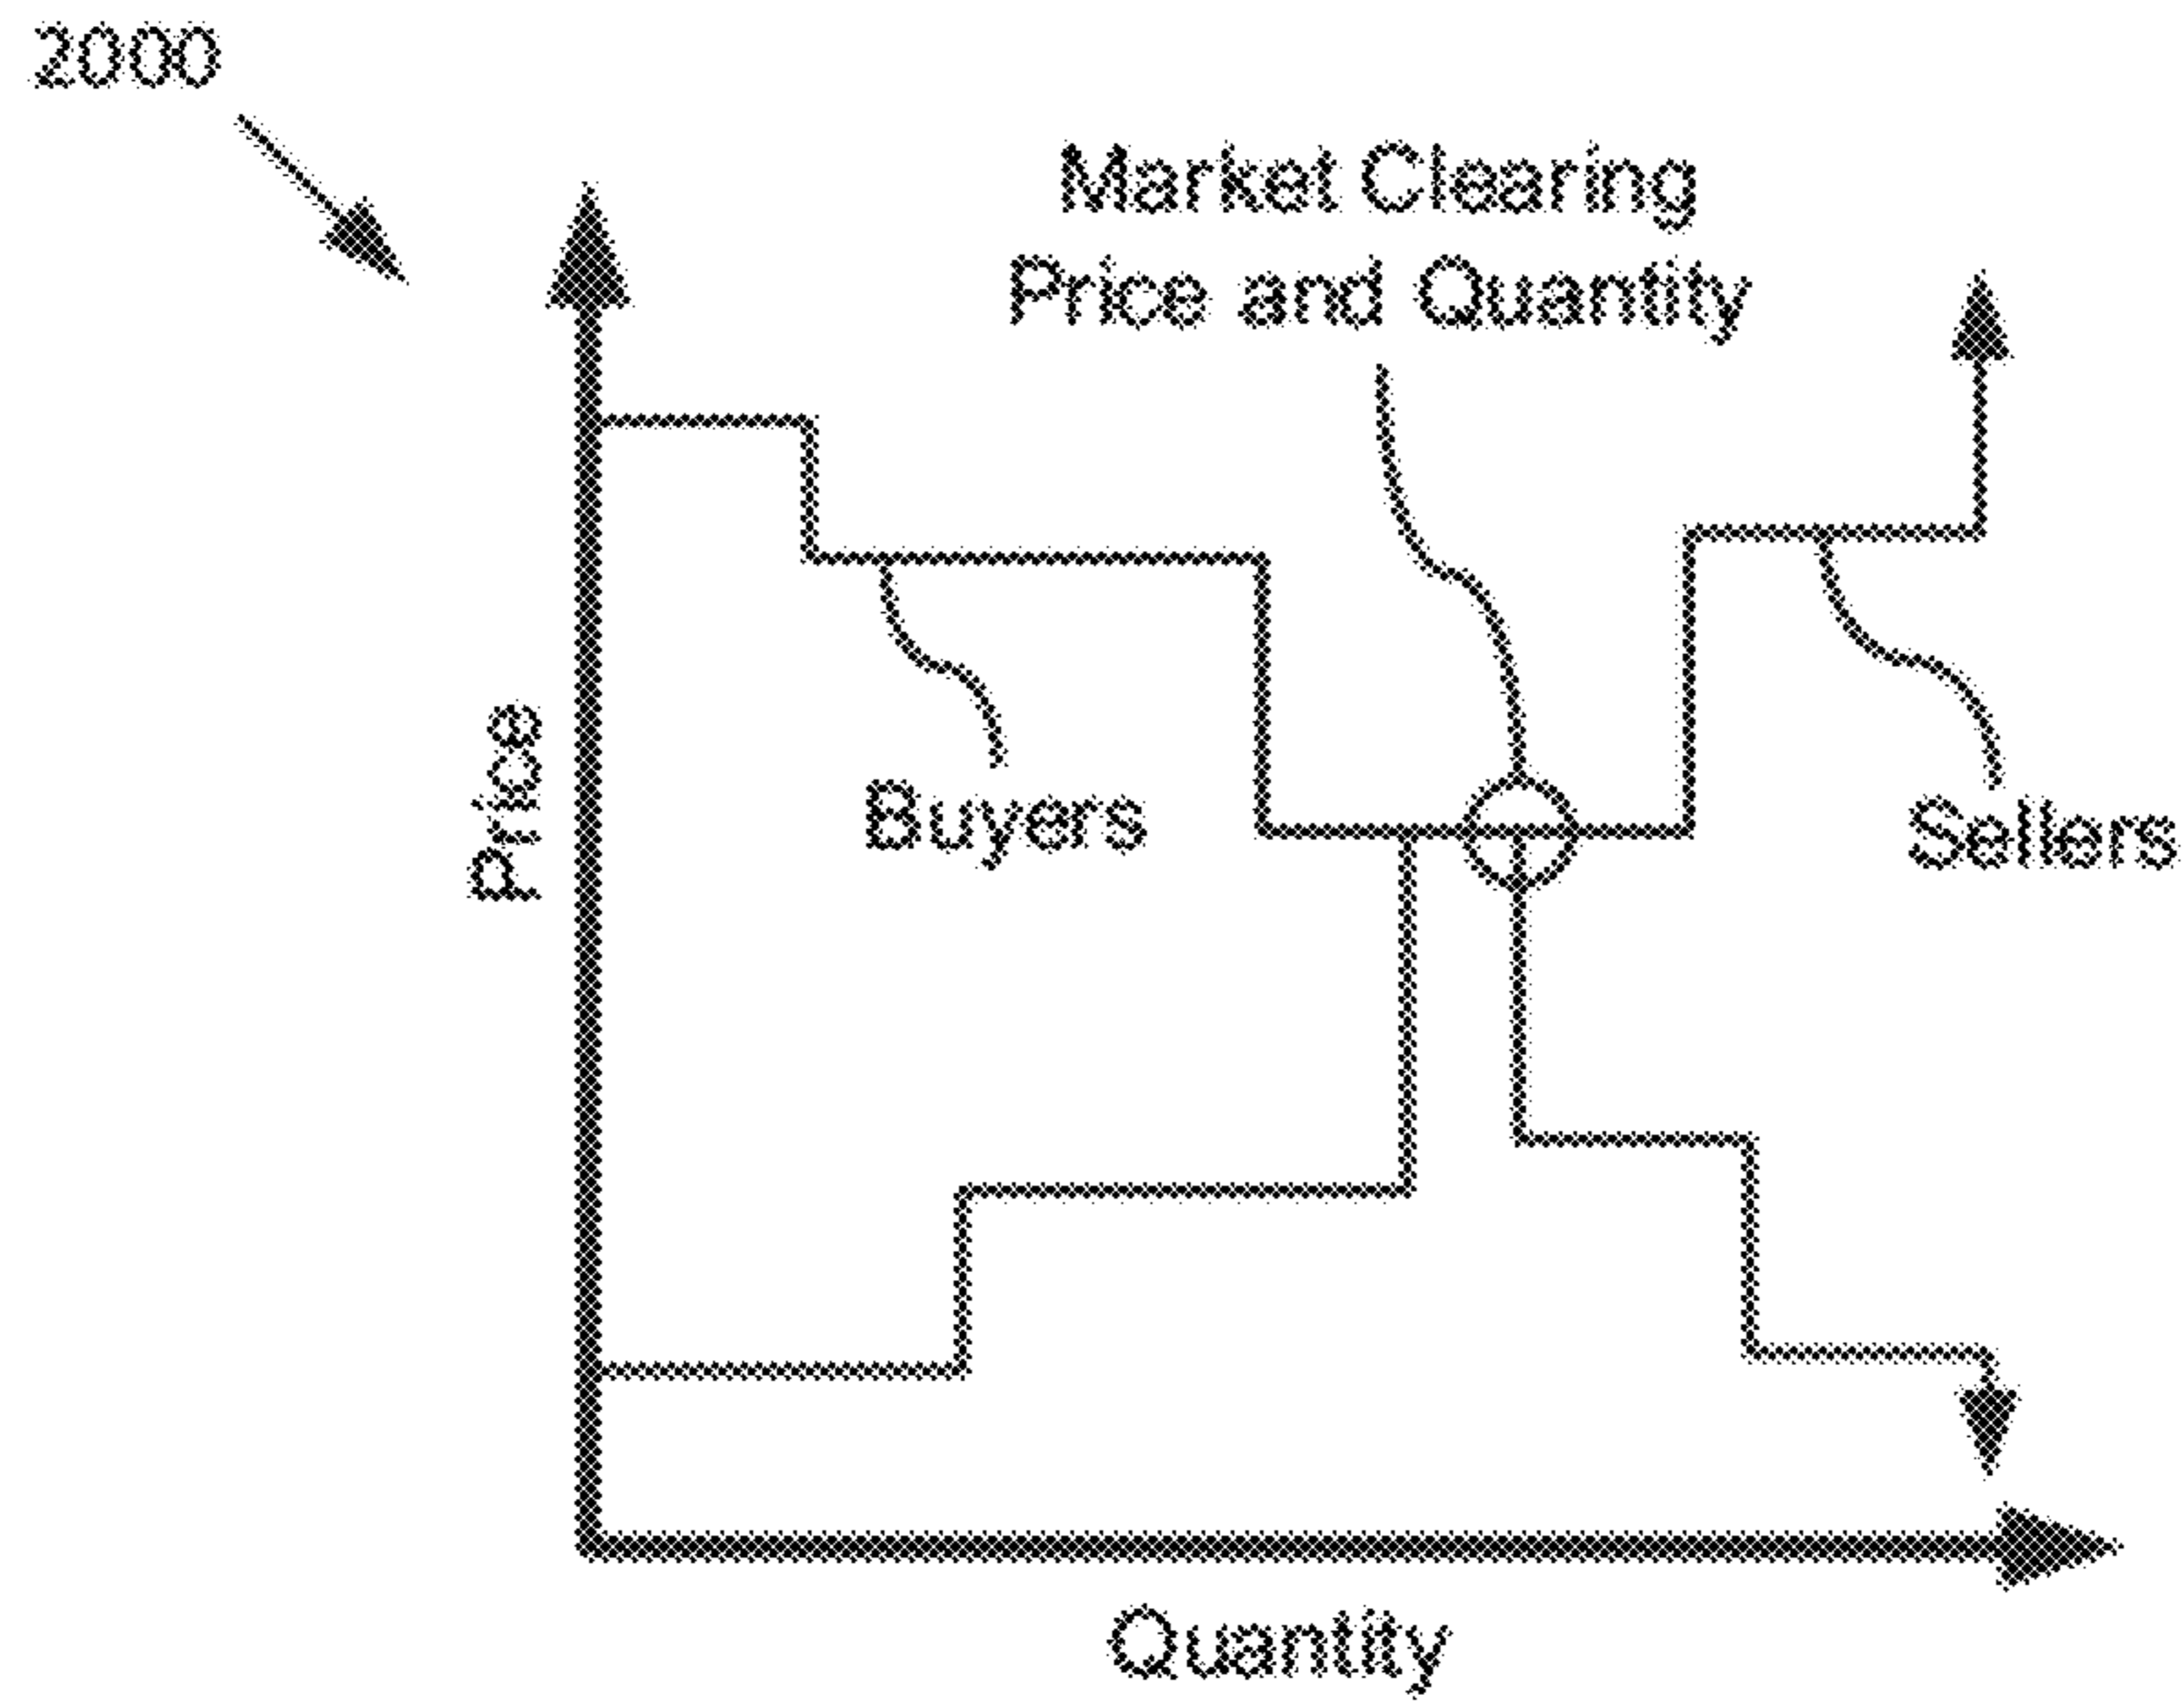 2000
Market Clearing
Price and Quantity
Price
Buyers
Sellers
Quantity